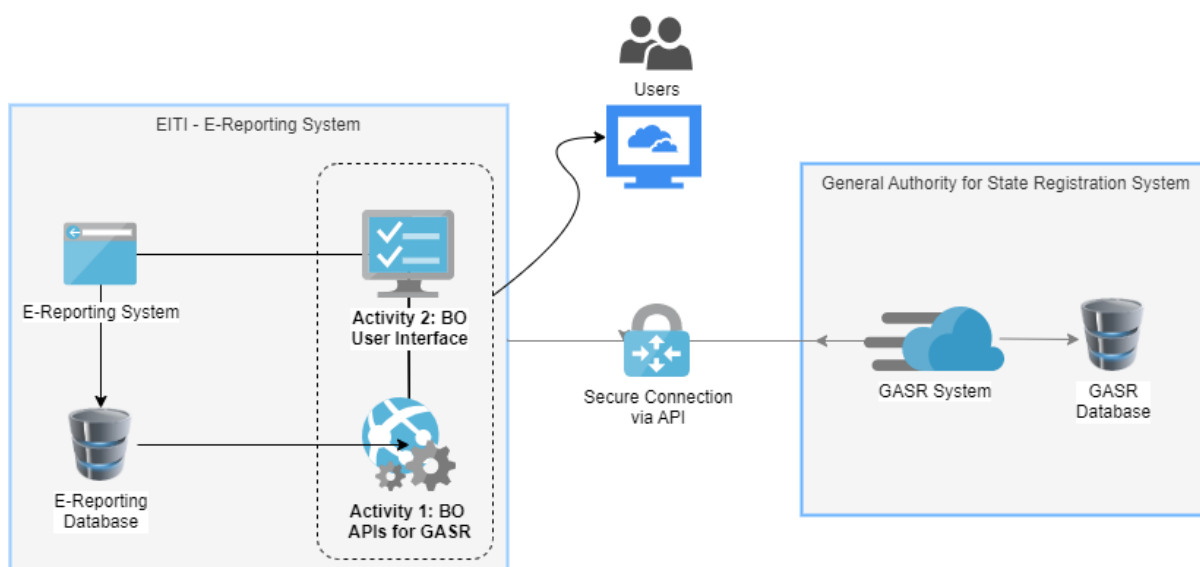 Users
EITI - E-Reporting System
General Authority for State Registration System
E-Reporting System
Activity 2: BO
User Interface
Secure Connection
via API
GASR System
GASR
Database
E-Reporting
Database
Activity 1: BO
APIs for GASR